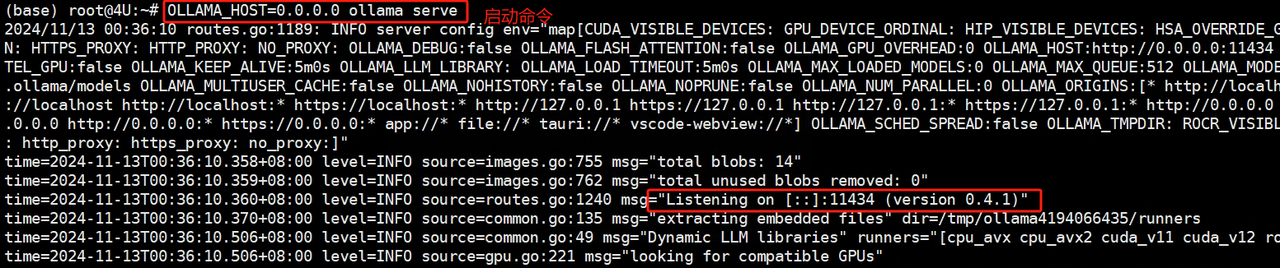 (base) root@4U:~# OLLAMA_HOST=0.0.0.0 ollama serve 启动命令
2024/11/13 00:36:10 routes.go:1189: INFO server config env="map[CUDA_VISIBLE_DEVICES: GPU_DEVICE_ORDINAL: HIP_VISIBLE_DEVICES: HSA_OVERRIDE_G
N: HTTPS_PROXY: HTTP_PROXY: NO_PROXY: OLLAMA_DEBUG:false OLLAMA_FLASH_ATTENTION:false OLLAMA_GPU_OVERHEAD:0 OLLAMA_HOST:http://0.0.0.0:11434
TEL_GPU:false OLLAMA_KEEP_ALIVE:5m0s OLLAMA_LLM_LIBRARY: OLLAMA_LOAD_TIMEOUT:5m0s OLLAMA_MAX_LOADED_MODELS:0 OLLAMA_MAX_QUEUE:512 OLLAMA_MODE
.ollama/models OLLAMA_MULTIUSER_CACHE:false OLLAMA_NOHISTORY:false OLLAMA_NOPRUNE:false OLLAMA_NUM_PARALLEL:0 OLLAMA_ORIGINS:[* http://localh
://localhost http://localhost:* https://localhost:* http://127.0.0.1 https://127.0.0.1 http://127.0.0.1:* https://127.0.0.1:* http://0.0.0.0
.0.0.0 http://0.0.0.0:* https://0.0.0.0:* app://* file://* tauri://* vscode-webview://*] OLLAMA_SCHED_SPREAD:false OLLAMA_TMPDIR: ROCR_VISIBL
: http_proxy: https_proxy: no_proxy:]"
time=2024-11-13T00:36:10.358+08:00 level=INFO source=images.go:755 msg="total blobs: 14"
time=2024-11-13T00:36:10.359+08:00 level=INFO source=images.go:762 msg="total unused blobs removed: 0"
time=2024-11-13T00:36:10.360+08:00 level=INFO source=routes.go:1240 msg="Listening on [::]:11434 (version 0.4.1)"
time=2024-11-13T00:36:10.370+08:00 level=INFO source=common.go:135 msg="extracting embedded files" dir=/tmp/ollama4194066435/runners
time=2024-11-13T00:36:10.506+08:00 level=INFO source=common.go:49 msg="Dynamic LLM libraries" runners="[cpu_avx cpu_avx2 cuda_v11 cuda_v12 ro
time=2024-11-13T00:36:10.506+08:00 level=INFO source=gpu.go:221 msg="looking for compatible GPUs"